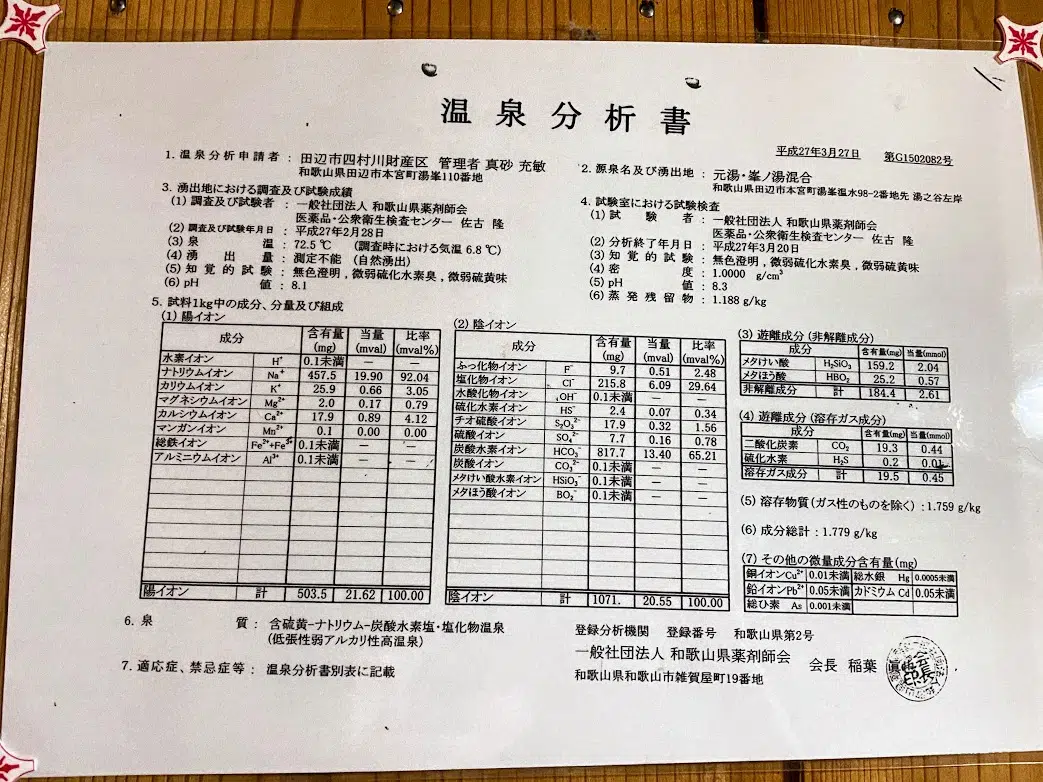 温泉分析書
平成27年3月27日 第G1502082号
1. 温泉分析申請者 : 田辺市四村川財産区 管理者 真砂 充敏
和歌山県田辺市本宮町湯峯110番地
2. 源泉名及び湧出地 : 元湯・峯ノ湯混合
和歌山県田辺市本宮町湯峯温水98-2番地先 湯之谷左岸
3. 湧出地における調査及び試験成績
(1) 調査及び試験者 : 一般社団法人 和歌山県薬剤師会
医薬品・公衆衛生検査センター 佐古 隆
(2) 調査及び試験年月日 : 平成27年2月28日
(3) 泉 温 : 72.5 ℃ (調査時における気温 6.8 ℃)
(4) 湧 出 量 : 測定不能 (自然湧出)
(5) 知覚的試験 : 無色澄明 , 微弱硫化水素臭 , 微弱硫黄味
(6) pH 値 : 8.1
4. 試験室における試験検査
(1) 試 験 者 : 一般社団法人 和歌山県薬剤師会
医薬品・公衆衛生検査センター 佐古 隆
(2) 分析終了年月日 : 平成27年3月20日
(3) 知覚的試験 : 無色澄明 , 微弱硫化水素臭 , 微弱硫黄味
(4) 密 度 : 1.0000 g/cm³
(5) pH 値 : 8.3
(6) 蒸発残留物 : 1.188 g/kg
5. 試料1kg中の成分、分量及び組成
(1) 陽イオン
成分 含有量(mg) 当量(mval) 比率(mval%)
水素イオン H⁺ 0.1未満 —
ナトリウムイオン Na⁺ 457.5 19.90 92.04
カリウムイオン K⁺ 25.9 0.66 3.05
マグネシウムイオン Mg²⁺ 2.0 0.17 0.79
カルシウムイオン Ca²⁺ 17.9 0.89 4.12
マンガンイオン Mn²⁺ 0.1 0.00 0.00
総鉄イオン Fe²⁺+Fe³⁺ 0.1未満 — —
アルミニウムイオン Al³⁺ 0.1未満 — —
陽イオン 計 503.5 21.62 100.00
(2) 陰イオン
成分 含有量(mg) 当量(mval) 比率(mval%)
ふっ化物イオン F⁻ 9.7 0.51 2.48
塩化物イオン Cl⁻ 215.8 6.09 29.64
水酸化物イオン OH⁻ 0.1未満 — —
硫化水素イオン HS⁻ 2.4 0.07 0.34
チオ硫酸イオン S₂O₃²⁻ 17.9 0.32 1.56
硫酸イオン SO₄²⁻ 7.7 0.16 0.78
炭酸水素イオン HCO₃⁻ 817.7 13.40 65.21
炭酸イオン CO₃²⁻ 0.1未満 — —
メタけい酸水素イオン HSiO₃⁻ 0.1未満 — —
メタほう酸イオン BO₂⁻ 0.1未満 — —
陰イオン 計 1071. 20.55 100.00
(3) 遊離成分 (非解離成分)
成分 含有量(mg) 当量(mmol)
メタけい酸 H₂SiO₃ 159.2 2.04
メタほう酸 HBO₂ 25.2 0.57
非解離成分 計 184.4 2.61
(4) 遊離成分 (溶存ガス成分)
成分 含有量(mg) 当量(mmol)
二酸化炭素 CO₂ 19.3 0.44
硫化水素 H₂S 0.2 0.01
溶存ガス成分 計 19.5 0.45
(5) 溶存物質 (ガス性のものを除く) : 1.759 g/kg
(6) 成分総計 : 1.779 g/kg
(7) その他の微量成分含有量(mg)
銅イオンCu²⁺ 0.01未満 総水銀 Hg 0.0005未満
鉛イオンPb²⁺ 0.05未満 カドミウム Cd 0.05未満
総ひ素 As 0.001未満
6. 泉 質 : 含硫黄-ナトリウム-炭酸水素塩・塩化物温泉
(低張性弱アルカリ性高温泉)
7. 適応症、禁忌症等 : 温泉分析書別表に記載
登録分析機関 登録番号 和歌山県第2号
一般社団法人 和歌山県薬剤師会 会長 稲葉
和歌山県和歌山市雑賀屋町19番地